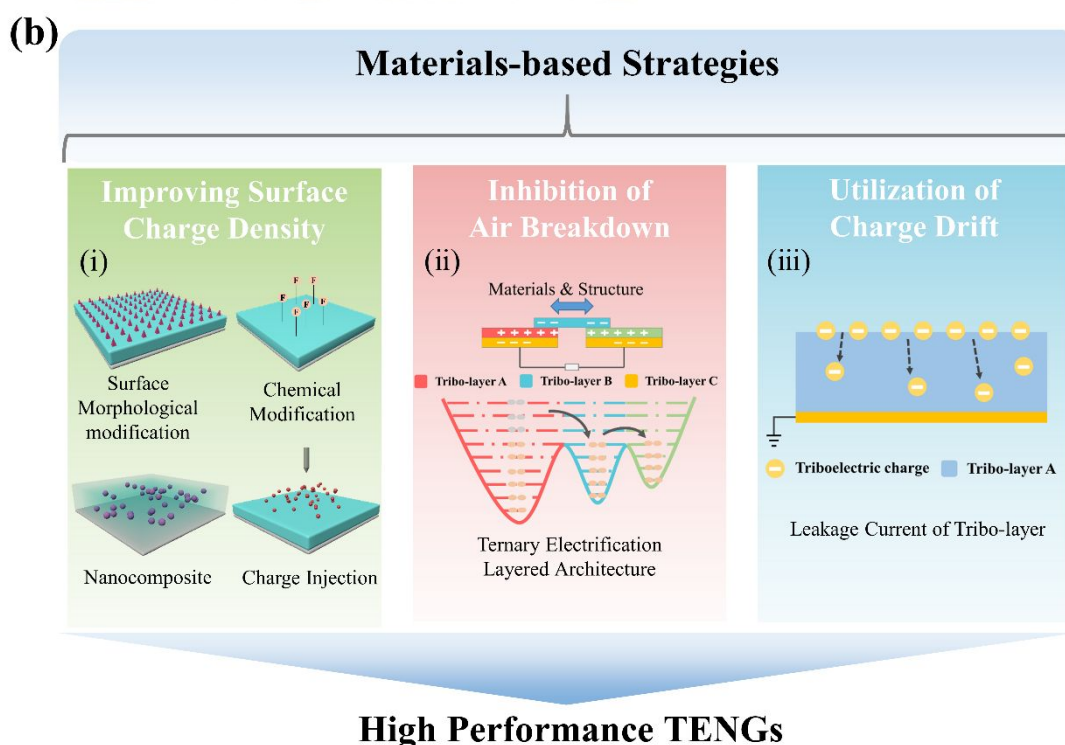 (b)
Materials-based Strategies
Improving Surface
Charge Density
(i)
F F F F F
Surface
Morphological
modification
Chemical
Modification
Nanocomposite
Charge Injection
Inhibition of
Air Breakdown
(ii)
Materials & Structure
Tribo-layer A
Tribo-layer B
Tribo-layer C
Ternary Electrification
Layered Architecture
Utilization of
Charge Drift
(iii)
Triboelectric charge
Tribo-layer A
Leakage Current of Tribo-layer
High Performance TENGs